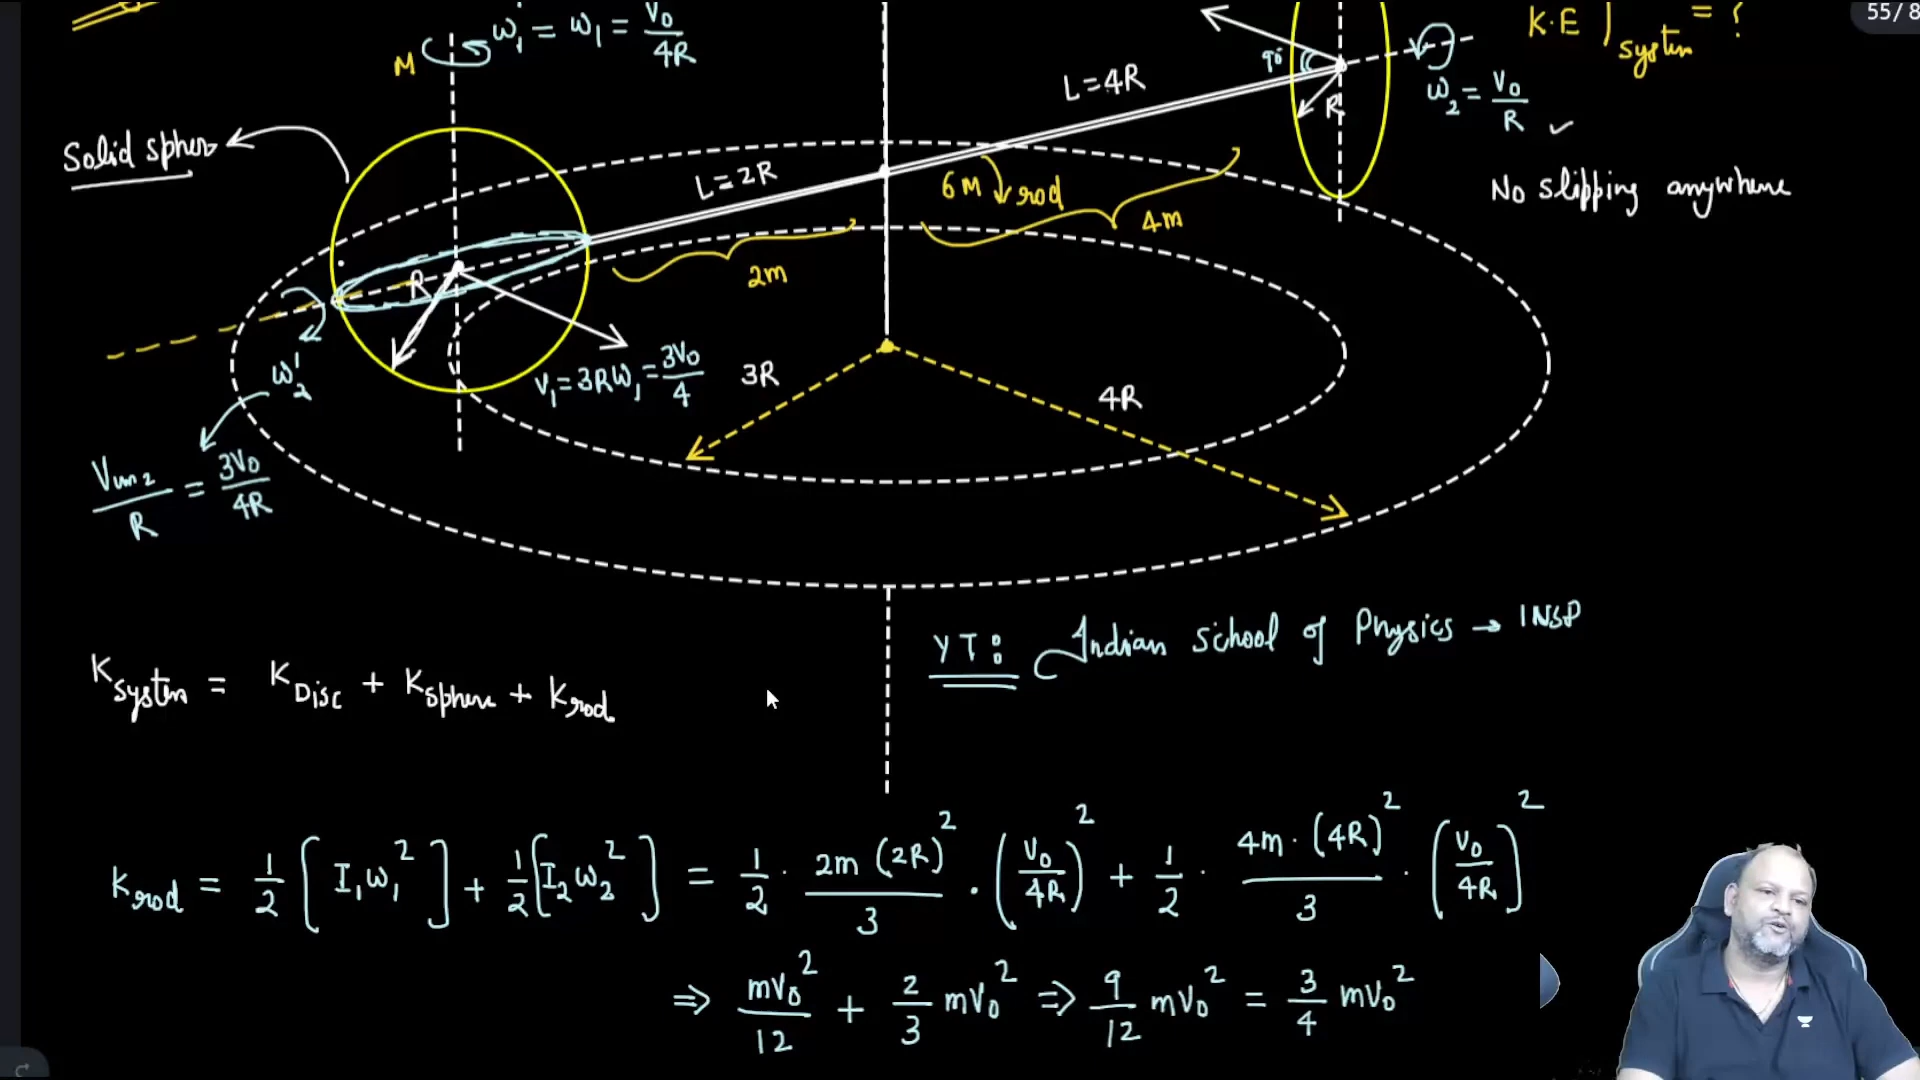 55/8
K.E)system = ?
M ω₁' = ω₁ = V₀/4R
90°
L=4R
R
ω₂ = V₀/R ✓
Solid sphere
L=2R
6M rod
No slipping anywhere
4m
2m
R
ω₂'
V₁ = 3Rω₁ = 3V₀/4
3R
4R
Vcm₂/R = 3V₀/4R
YT: Indian School of Physics → INSP
Ksystem = KDisc + Ksphere + Krod
Krod = 1/2 [I₁ω₁²] + 1/2 [I₂ω₂²] = 1/2 · 2m(2R)²/3 · (V₀/4R)² + 1/2 · 4m·(4R)²/3 · (V₀/4R)²
⇒ mV₀²/12 + 2/3 mV₀² ⇒ 9/12 mV₀² = 3/4 mV₀²